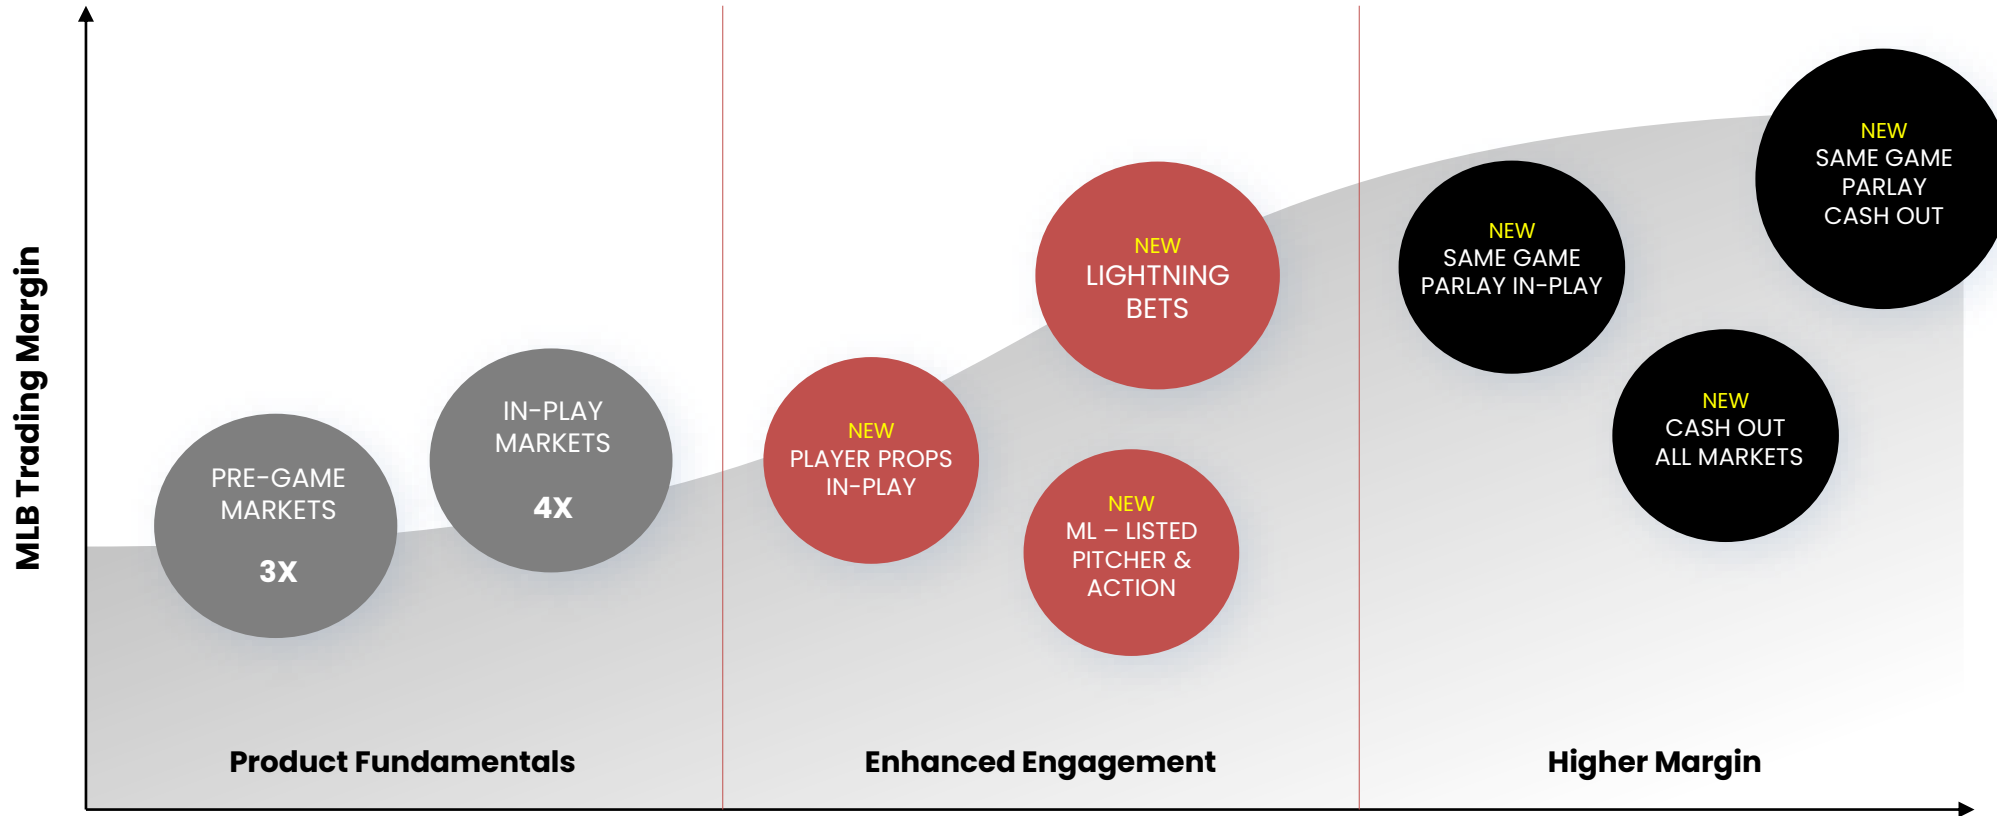 MLB Trading Margin
PRE-GAME
MARKETS
3X
IN-PLAY
MARKETS
4X
Product Fundamentals
NEW
PLAYER PROPS
IN-PLAY
NEW
LIGHTNING
BETS
NEW
ML – LISTED
PITCHER &
ACTION
Enhanced Engagement
NEW
SAME GAME
PARLAY IN-PLAY
NEW
CASH OUT
ALL MARKETS
NEW
SAME GAME
PARLAY
CASH OUT
Higher Margin